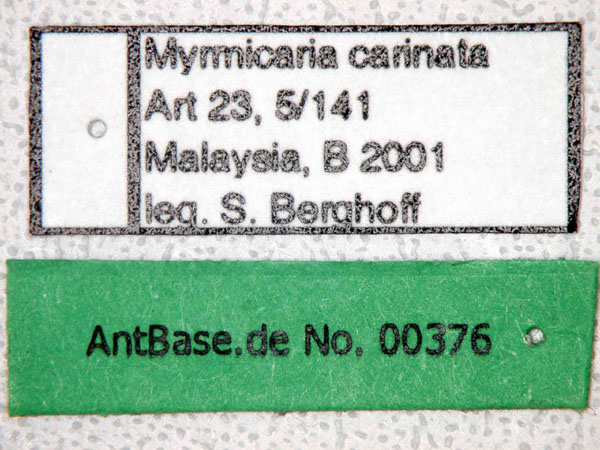 Myrmicaria carinata
Art 23, 5/141
Malaysia, B 2001
leg. S. Berghoff
AntBase.de No. 00376